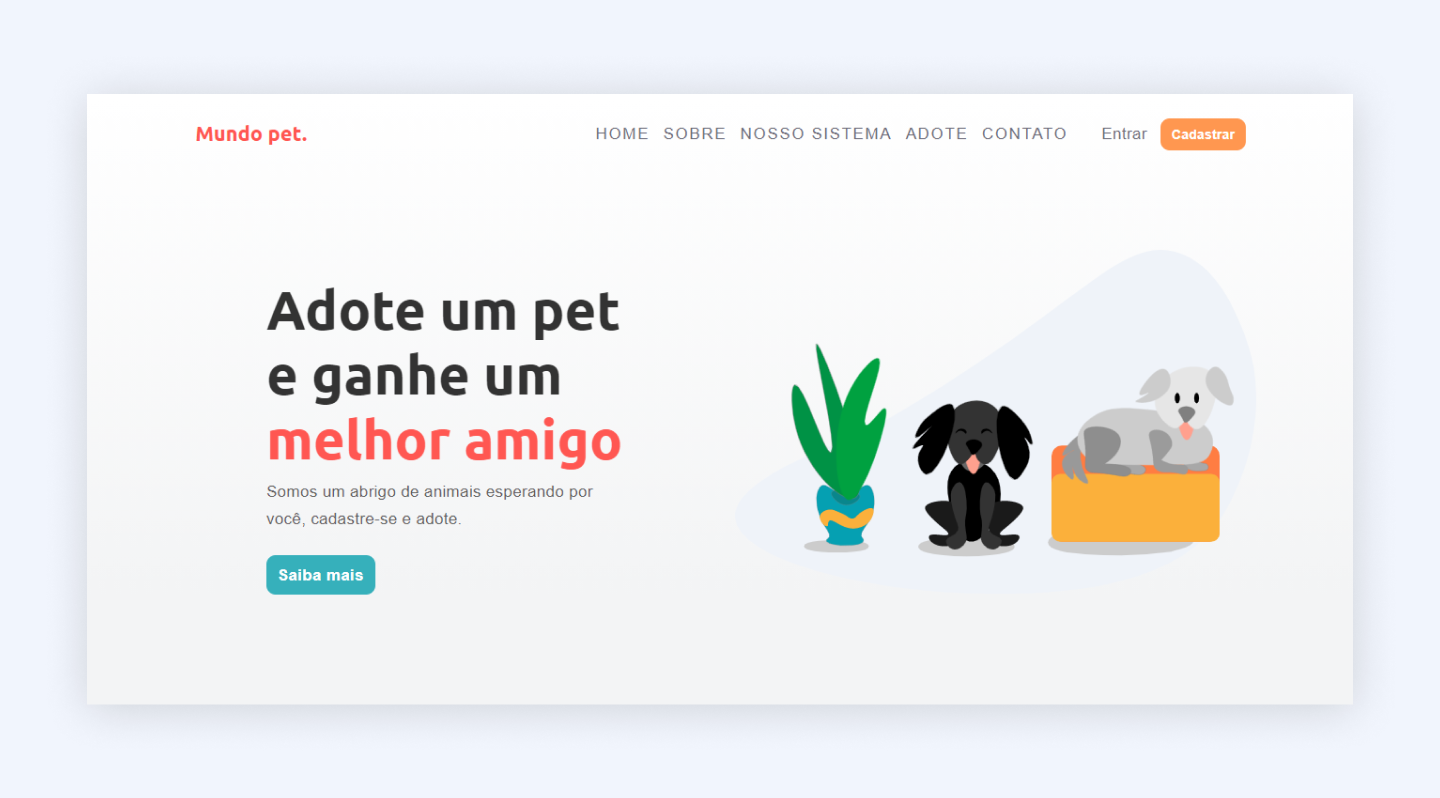 Mundo pet.
HOME SOBRE NOSSO SISTEMA ADOTE CONTATO Entrar Cadastrar
Adote um pet
e ganhe um
melhor amigo
Somos um abrigo de animais esperando por
você, cadastre-se e adote.
Saiba mais